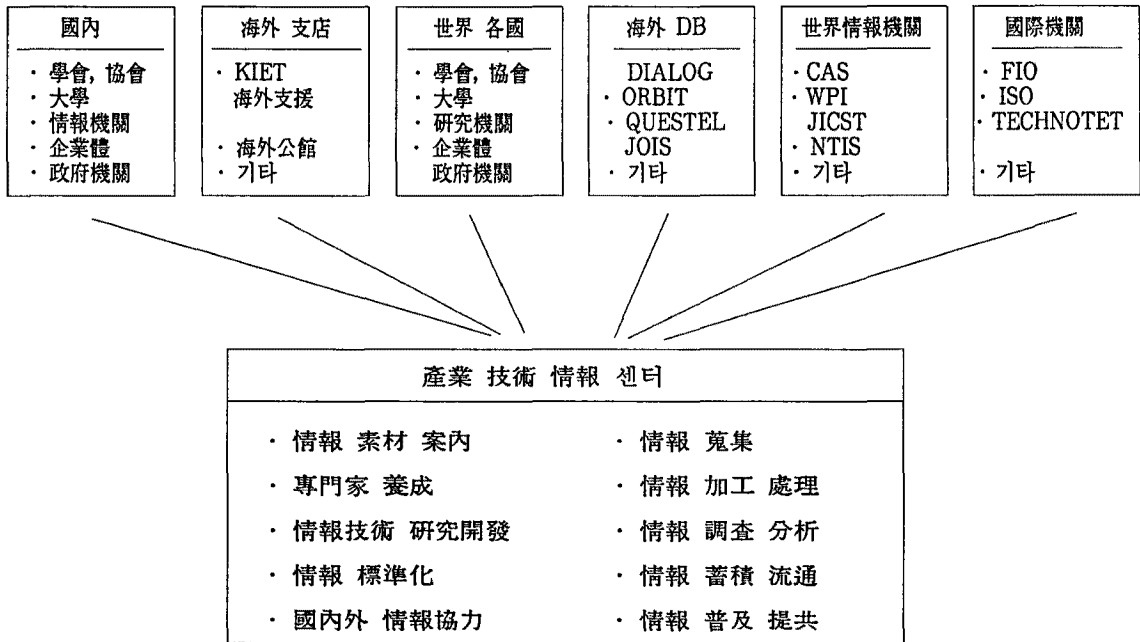 國內
· 學會, 協會
· 大學
· 情報機關
· 企業體
· 政府機關
海外 支店
· KIET
海外支援
· 海外公館
· 기타
世界 各國
· 學會, 協會
· 大學
· 硏究機關
· 企業體
政府機關
海外 DB
DIALOG
· ORBIT
· QUESTEL
JOIS
· 기타
世界情報機關
· CAS
· WPI
JICST
· NTIS
· 기타
國際機關
· FIO
· ISO
· TECHNOTET
· 기타
產業 技術 情報 센터
· 情報 素材 案內
· 專門家 養成
· 情報技術 硏究開發
· 情報 標準化
· 國內外 情報協力
· 情報 蒐集
· 情報 加工 處理
· 情報 調査 分析
· 情報 蓄積 流通
· 情報 普及 提共